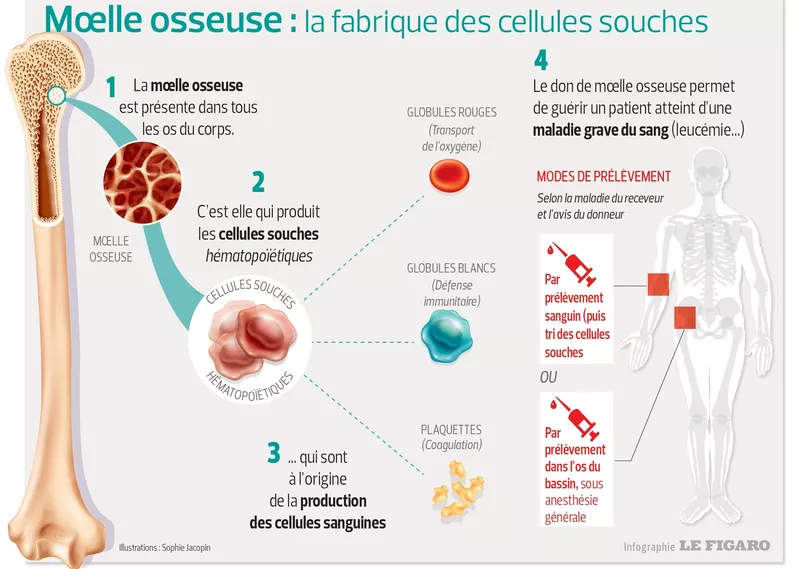 Mœlle osseuse : la fabrique des cellules souches
1
La mœlle osseuse
est présente dans tous
les os du corps.
MŒLLE
OSSEUSE
2
C'est elle qui produit
les cellules souches
hématopoïétiques
CELLULES SOUCHES
HÉMATOPOÏÉTIQUES
GLOBULES ROUGES
(Transport
de l'oxygène)
GLOBULES BLANCS
(Défense
immunitaire)
PLAQUETTES
(Coagulation)
3
... qui sont
à l'origine
de la production
des cellules sanguines
4
Le don de mœlle osseuse permet
de guérir un patient atteint d'une
maladie grave du sang (leucémie...)
MODES DE PRÉLÈVEMENT
Selon la maladie du receveur
et l'avis du donneur
Par
prélèvement
sanguin (puis
tri des cellules
souches
OU
Par
prélèvement
dans l'os du
bassin, sous
anesthésie
générale
Illustrations : Sophie Jacopin
Infographie LE FIGARO